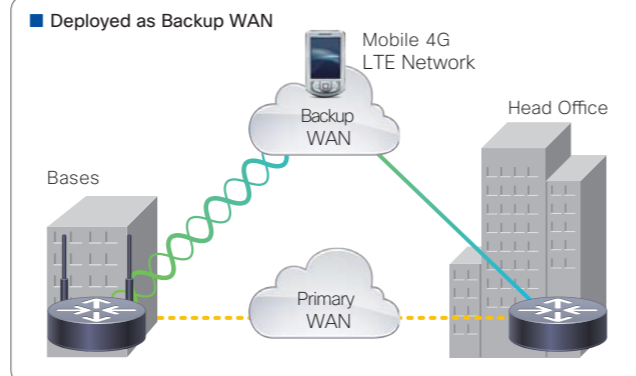 ■ Deployed as Backup WAN
Mobile 4G
LTE Network
Backup
WAN
Head Office
Bases
Primary
WAN